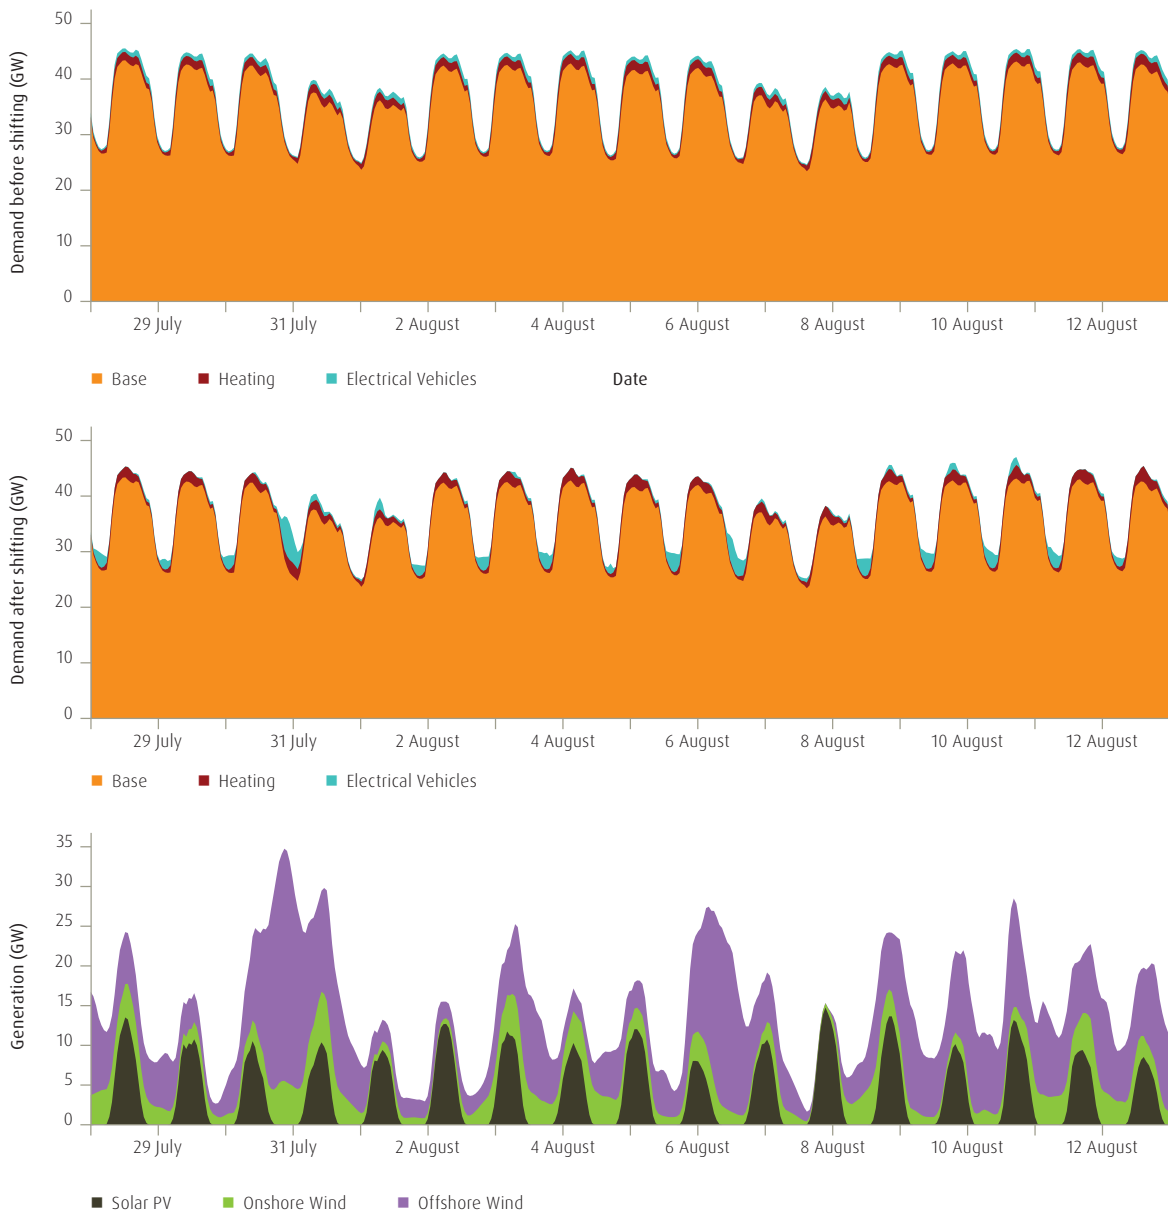 Demand before shifting (GW)
50
40
30
20
10
0
29 July 31 July 2 August 4 August 6 August 8 August 10 August 12 August
Base Heating Electrical Vehicles Date
Demand after shifting (GW)
50
40
30
20
10
0
29 July 31 July 2 August 4 August 6 August 8 August 10 August 12 August
Base Heating Electrical Vehicles
Generation (GW)
35
30
25
20
15
10
5
0
29 July 31 July 2 August 4 August 6 August 8 August 10 August 12 August
Solar PV Onshore Wind Offshore Wind